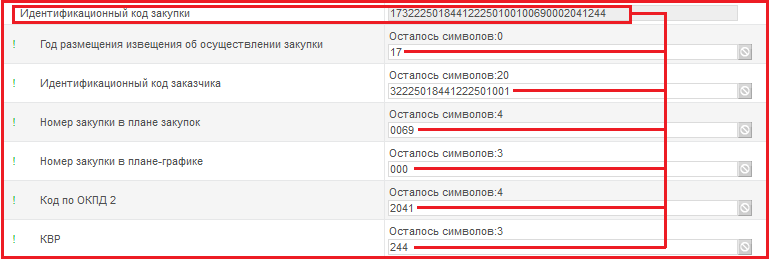 Идентификационный код закупки 173222501844122250100100690002041244
Осталось символов:0
! Год размещения извещения об осуществлении закупки 17
Осталось символов:20
! Идентификационный код заказчика 32225018441222501001
Осталось символов:4
! Номер закупки в плане закупок 0069
Осталось символов:3
! Номер закупки в плане-графике 000
Осталось символов:4
! Код по ОКПД 2 2041
Осталось символов:3
! КВР 244